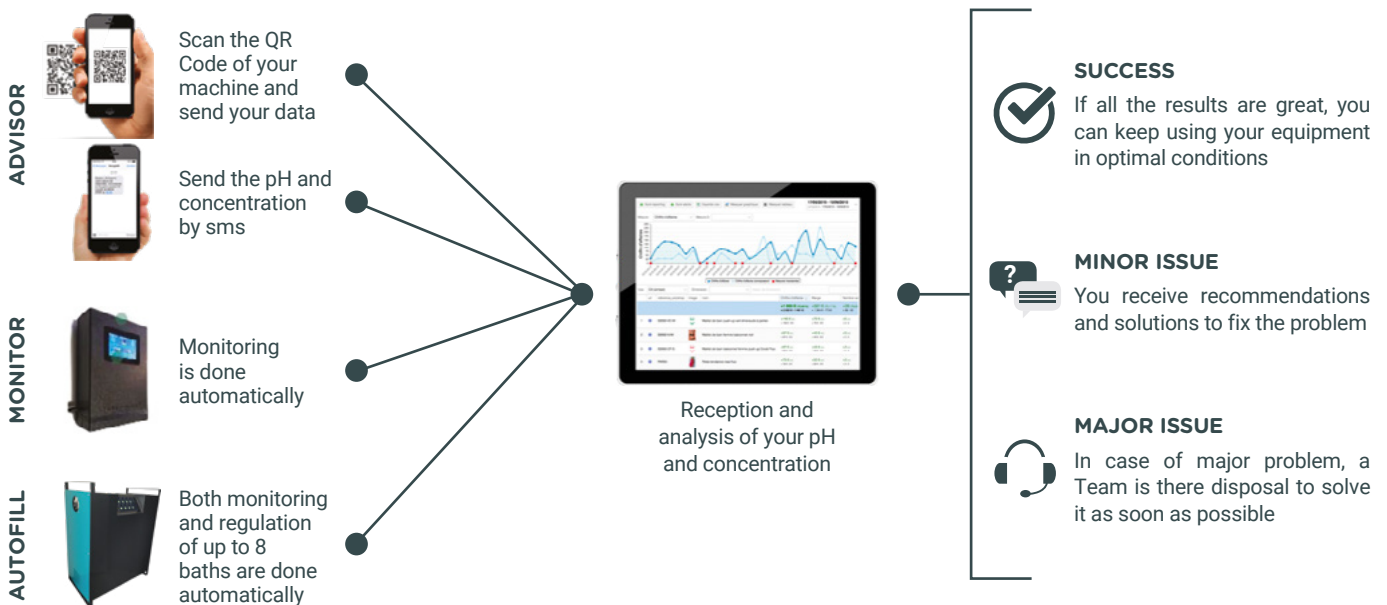 ADVISOR
Scan the QR
Code of your
machine and
send your data
Send the pH and
concentration
by sms
MONITOR
Monitoring
is done
automatically
AUTOFILL
Both monitoring
and regulation
of up to 8
baths are done
automatically
Reception and
analysis of your pH
and concentration
SUCCESS
If all the results are great, you
can keep using your equipment
in optimal conditions
?
MINOR ISSUE
You receive recommendations
and solutions to fix the problem
MAJOR ISSUE
In case of major problem, a
Team is there disposal to solve
it as soon as possible